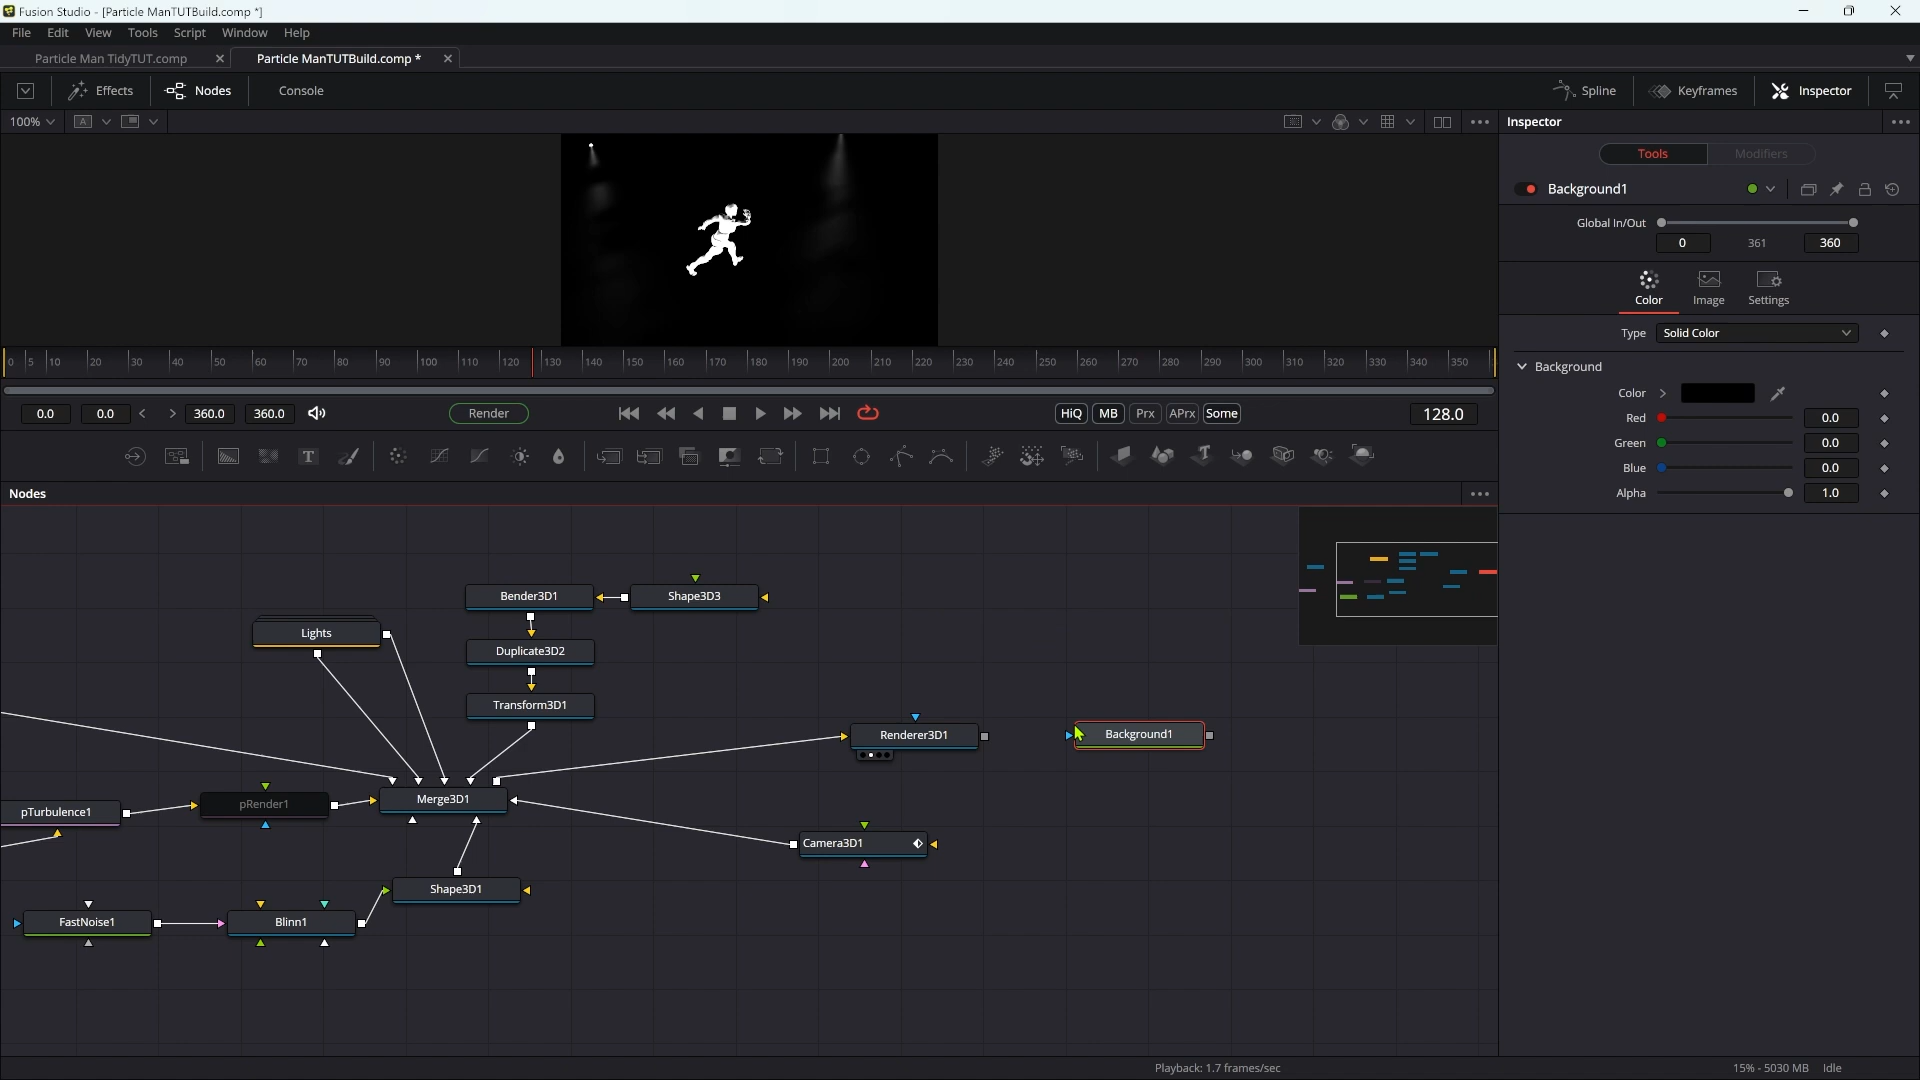 Fusion Studio - [Particle ManTUTBuild.comp *]
File Edit View Tools Script Window Help
Particle Man TidyTUT.comp Particle ManTUTBuild.comp *
Effects Nodes Console Spline Keyframes Inspector
100% A
Inspector
Tools Modifiers
Background1
Global In/Out
0 361 360
Color Image Settings
Type Solid Color
Background
Color
Red 0.0
Green 0.0
Blue 0.0
Alpha 1.0
0 5 10 20 30 40 50 60 70 80 90 100 110 120 130 140 150 160 170 180 190 200 210 220 230 240 250 260 270 280 290 300 310 320 330 340 350
0.0 0.0 360.0 360.0 Render HiQ MB Prx APrx Some 128.0
T
Nodes
Bender3D1 Shape3D3
Lights
Duplicate3D2
Transform3D1
Renderer3D1 Background1
pTurbulence1 pRender1 Merge3D1
Camera3D1
Shape3D1
FastNoise1 Blinn1
Playback: 1.7 frames/sec 15% - 5030 MB Idle